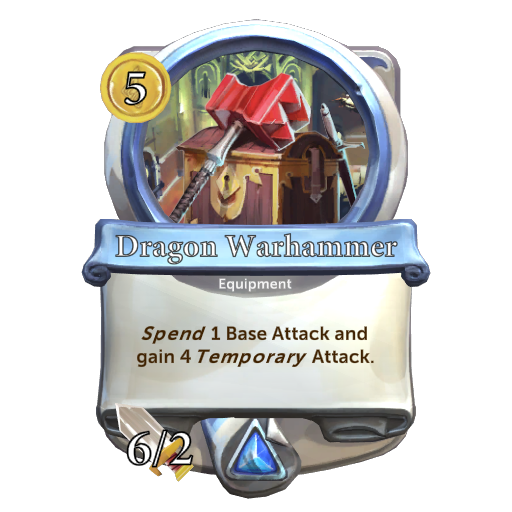 5
Dragon Warhammer
Equipment
Spend 1 Base Attack and
gain 4 Temporary Attack.
6/2